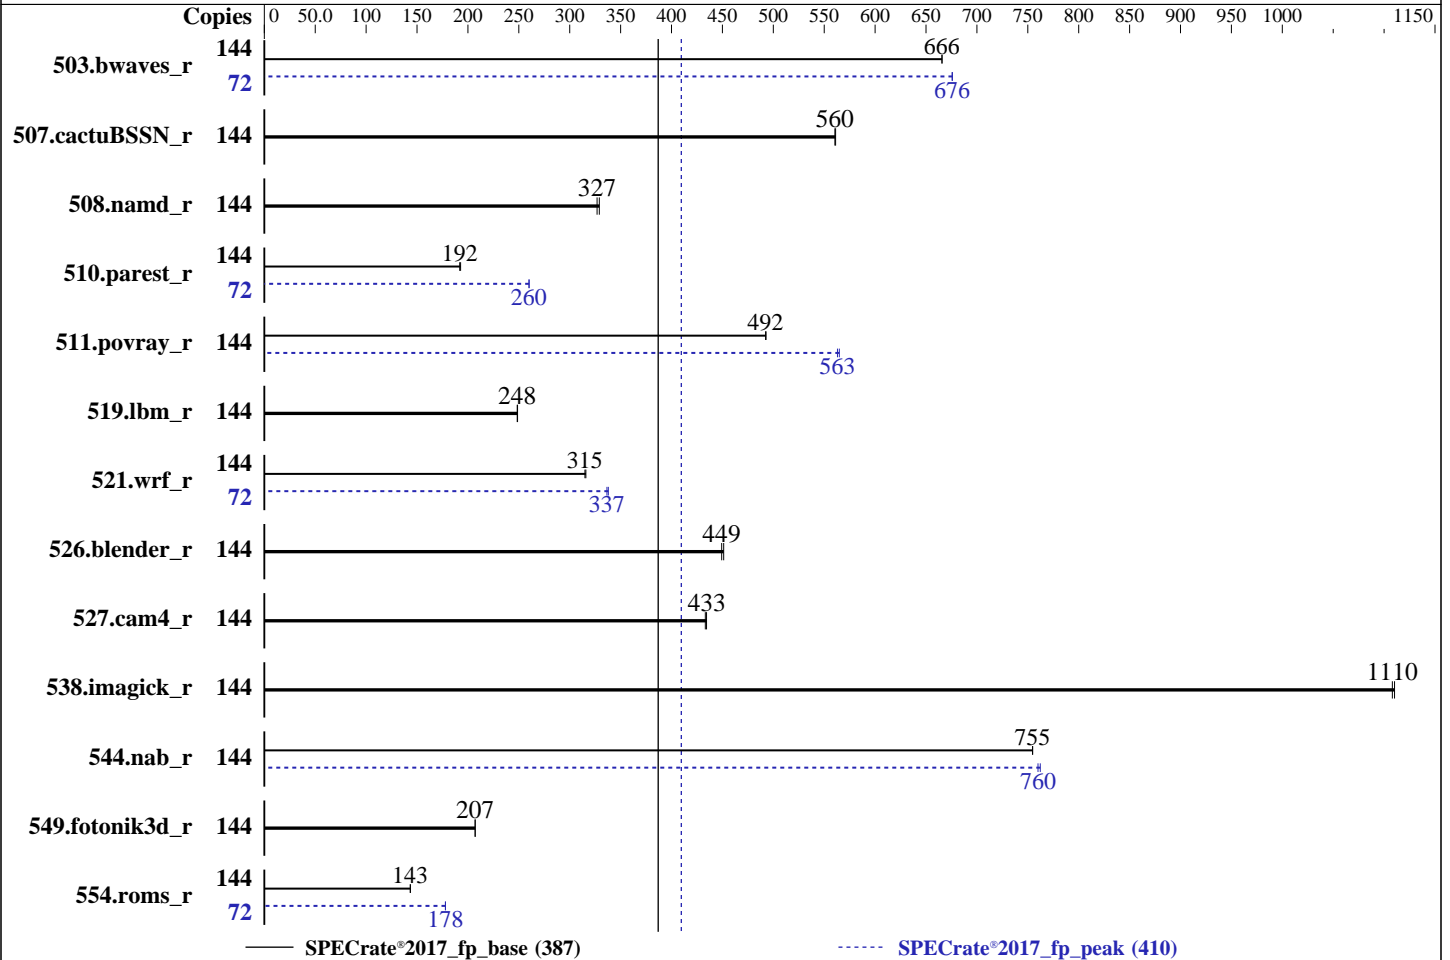 Copies 0 50.0 100 150 200 250 300 350 400 450 500 550 600 650 700 750 800 850 900 950 1000 1150
503.bwaves_r 144 666
72 676
507.cactuBSSN_r 144 560
508.namd_r 144 327
510.parest_r 144 192
72 260
511.povray_r 144 492
563
519.lbm_r 144 248
521.wrf_r 144 315
72 337
526.blender_r 144 449
527.cam4_r 144 433
538.imagick_r 144 1110
544.nab_r 144 755
760
549.fotonik3d_r 144 207
554.roms_r 144 143
72 178
SPECrate®2017_fp_base (387) SPECrate®2017_fp_peak (410)